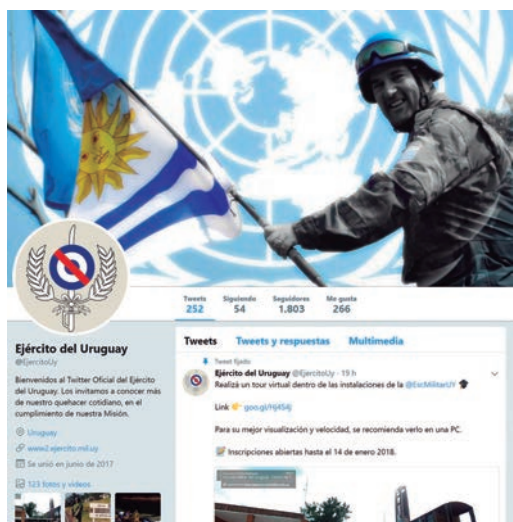 Tweets Siguiendo Seguidores Me gusta
252 54 1.803 266
Ejército del Uruguay
@EjercitoUy
Bienvenidos al Twitter Oficial del Ejército
del Uruguay. Los invitamos a conocer más
de nuestro quehacer cotidiano, en el
cumplimiento de nuestra Misión.
Uruguay
www2.ejercito.mil.uy
Se unió en junio de 2017
123 fotos y videos
Tweets Tweets y respuestas Multimedia
Tweet fijado
Ejército del Uruguay @EjercitoUy · 19 h
Realizá un tour virtual dentro de las instalaciones de la @EscMilitarUY
Link goo.gl/Hj4S4j
Para su mejor visualización y velocidad, se recomienda verlo en una PC.
Inscripciones abiertas hasta el 14 de enero 2018.